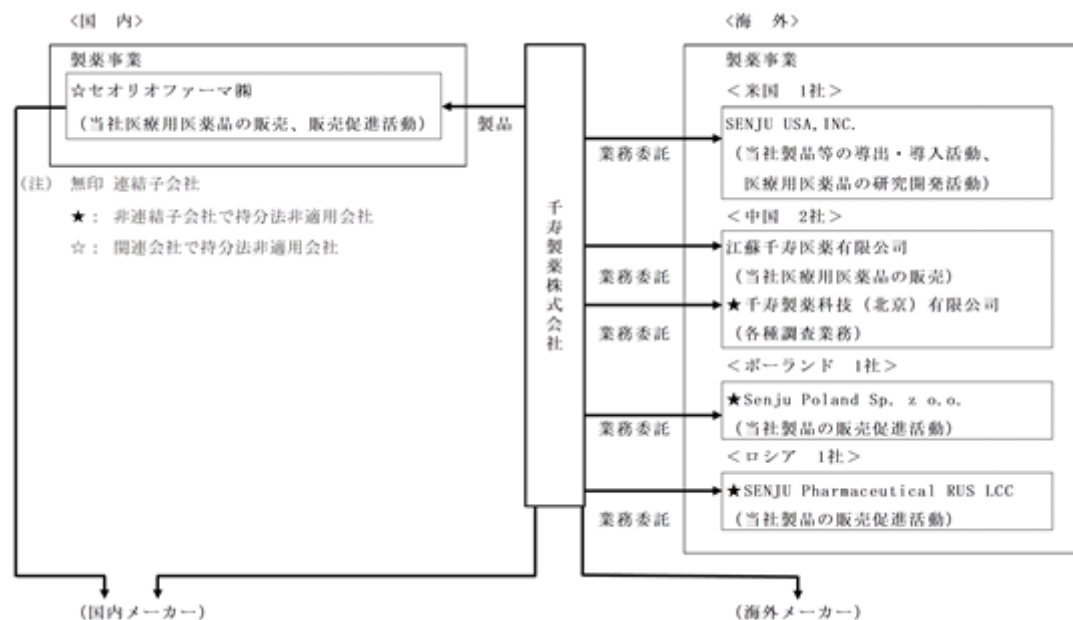 <国　内>
製薬事業
☆セオリオファーマ㈱
(当社医療用医薬品の販売、販売促進活動)
製品
(注)　無印 連結子会社
★： 非連結子会社で持分法非適用会社
☆： 関連会社で持分法非適用会社
千寿製薬株式会社
<海　外>
製薬事業
＜米国　1社＞
業務委託
SENJU USA,INC.
(当社製品等の導出・導入活動、
医療用医薬品の研究開発活動)
＜中国　2社＞
業務委託
江蘇千寿医薬有限公司
(当社医療用医薬品の販売)
業務委託
★千寿製薬科技（北京）有限公司
(各種調査業務)
＜ポーランド　1社＞
業務委託
★Senju Poland Sp. z o.o.
(当社製品の販売促進活動)
＜ロシア　1社＞
業務委託
★SENJU Pharmaceutical RUS LCC
(当社製品の販売促進活動)
(国内メーカー)
(海外メーカー)